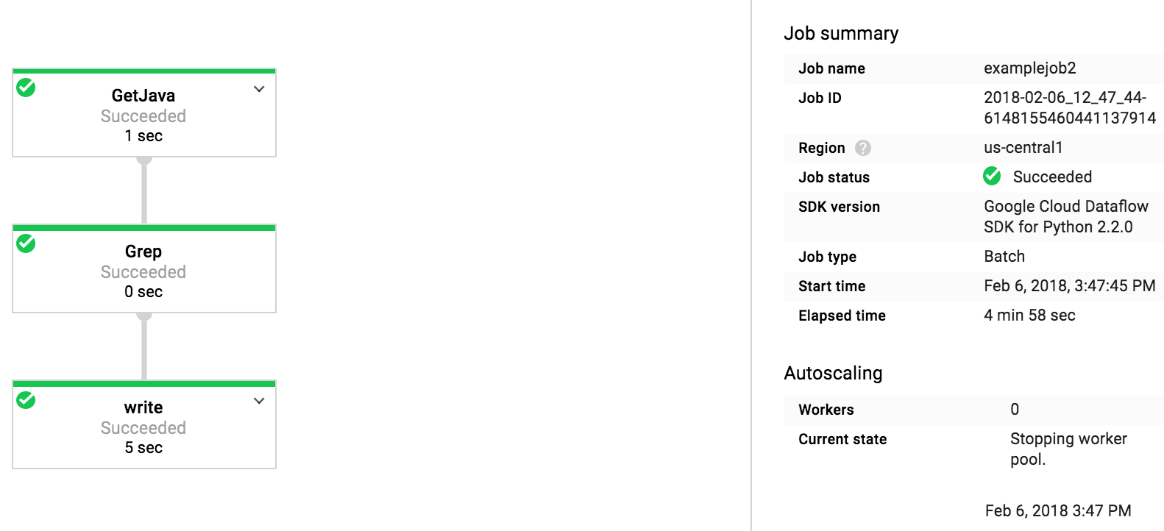 GetJava
Succeeded
1 sec
Grep
Succeeded
0 sec
write
Succeeded
5 sec
Job summary
Job name examplejob2
Job ID 2018-02-06_12_47_44-
6148155460441137914
Region ? us-central1
Job status Succeeded
SDK version Google Cloud Dataflow
SDK for Python 2.2.0
Job type Batch
Start time Feb 6, 2018, 3:47:45 PM
Elapsed time 4 min 58 sec
Autoscaling
Workers 0
Current state Stopping worker
pool.
Feb 6, 2018 3:47 PM